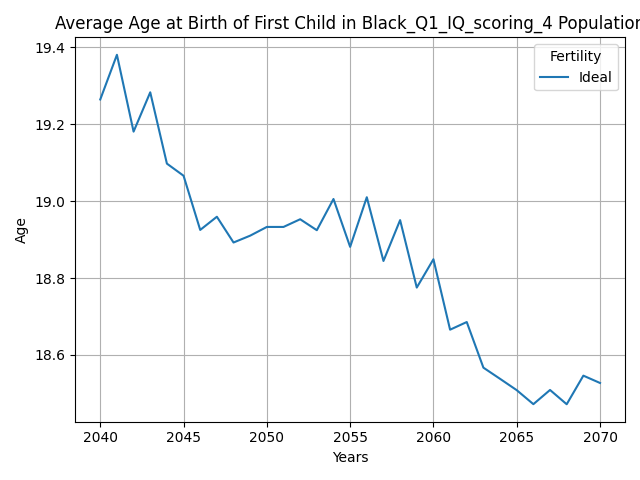 Average Age at Birth of First Child in Black_Q1_IQ_scoring_4 Population
Fertility
Ideal
19.4
19.2
19.0
18.8
18.6
Age
2040 2045 2050 2055 2060 2065 2070
Years